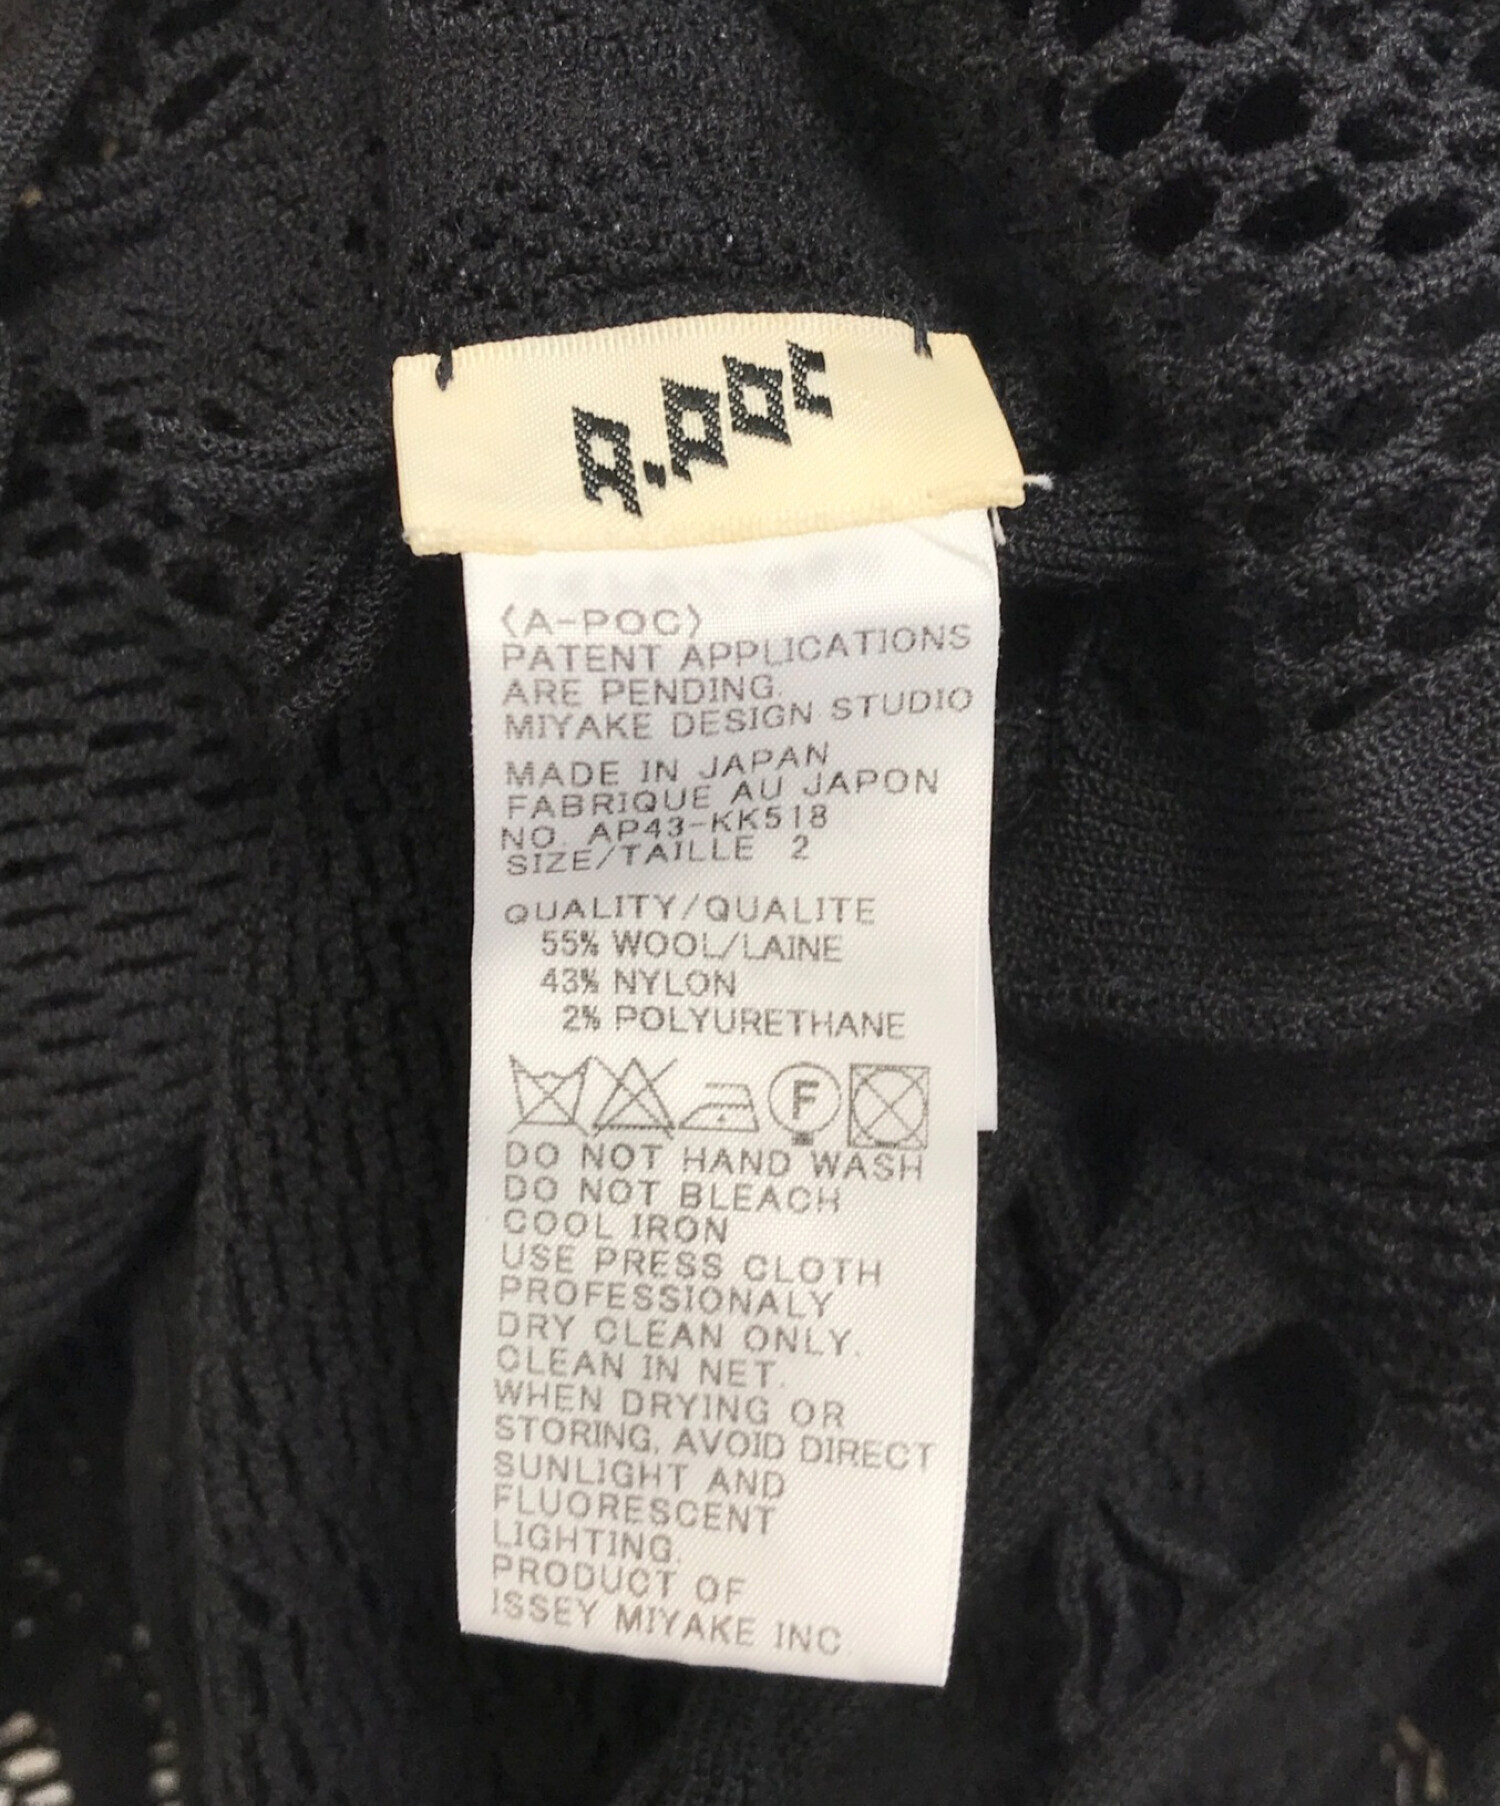 A.POC
〈A-POC〉
PATENT APPLICATIONS
ARE PENDING.
MIYAKE DESIGN STUDIO
MADE IN JAPAN
FABRIQUE AU JAPON
NO. AP43-KK518
SIZE/TAILLE 2
QUALITY/QUALITE
55% WOOL/LAINE
43% NYLON
2% POLYURETHANE
F
DO NOT HAND WASH
DO NOT BLEACH
COOL IRON
USE PRESS CLOTH
PROFESSIONALY
DRY CLEAN ONLY.
CLEAN IN NET.
WHEN DRYING OR
STORING, AVOID DIRECT
SUNLIGHT AND
FLUORESCENT
LIGHTING.
PRODUCT OF
ISSEY MIYAKE INC.